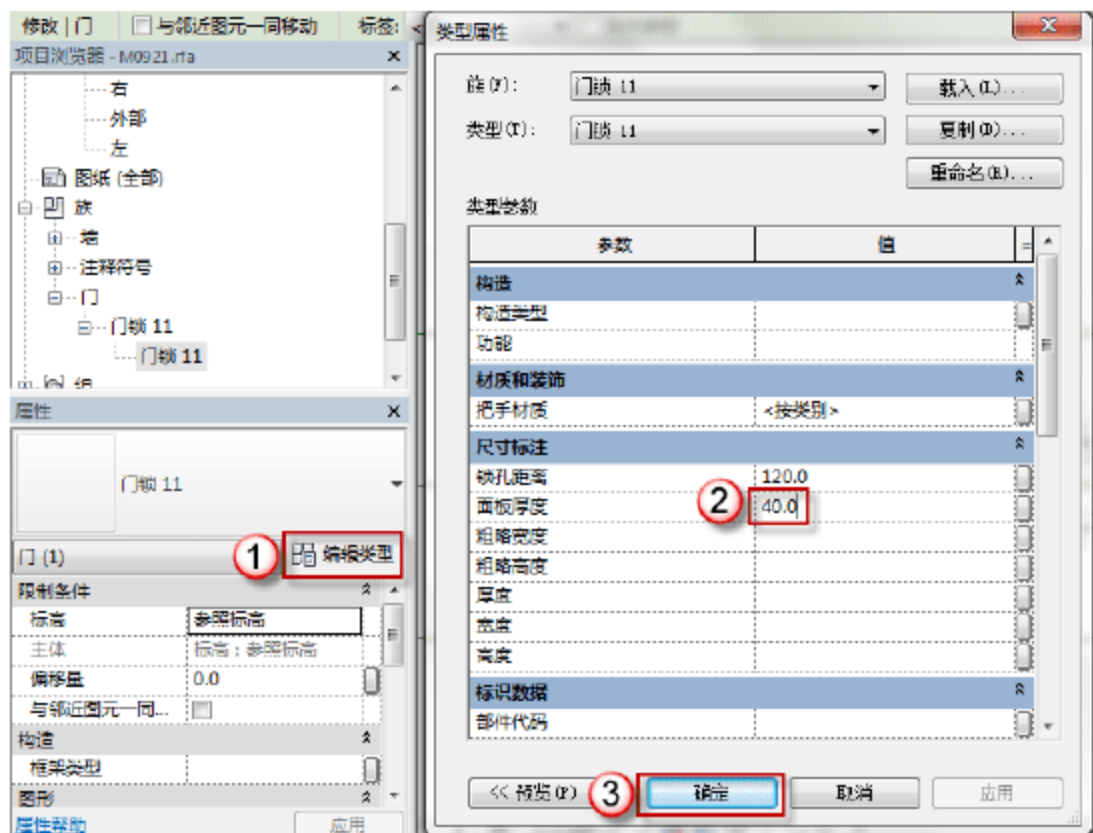 修改 | 门 与邻近图元一同移动 标签:
项目浏览器 - M0921.rfa
右
外部
左
图纸 (全部)
族
墙
注释符号
门
门锁 11
门锁 11
组
属性
门锁 11
门 (1)
① 编辑类型
限制条件
标高 参照标高
主体 标高 : 参照标高
偏移量 0.0
与邻近图元一同...
构造
框架类型
图形
属性帮助 应用
类型属性
族(F): 门锁 11 载入(L)...
类型(T): 门锁 11 复制(D)...
重命名(R)...
类型参数
参数 值 =
构造
构造类型
功能
材质和装饰
把手材质 <按类别>
尺寸标注
锁孔距离 120.0
面板厚度 ② 40.0
粗略宽度
粗略高度
厚度
宽度
高度
标识数据
部件代码
<< 预览(P) ③ 确定 取消 应用